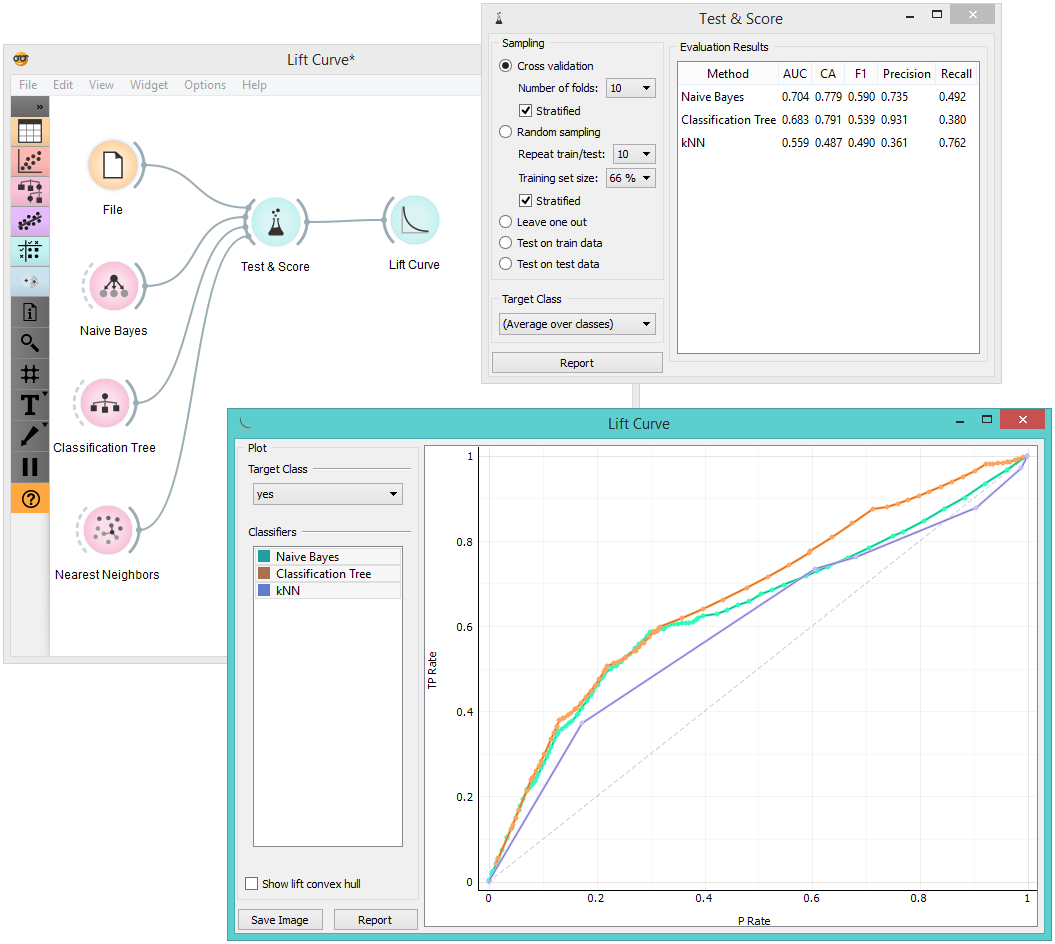 Lift Curve*
File Edit View Widget Options Help
»
File
Naive Bayes
Classification Tree
Nearest Neighbors
Test & Score
Lift Curve
Test & Score
Sampling
Cross validation
Number of folds: 10
Stratified
Random sampling
Repeat train/test: 10
Training set size: 66 %
Stratified
Leave one out
Test on train data
Test on test data
Target Class
(Average over classes)
Report
Evaluation Results
Method AUC CA F1 Precision Recall
Naive Bayes 0.704 0.779 0.590 0.735 0.492
Classification Tree 0.683 0.791 0.539 0.931 0.380
kNN 0.559 0.487 0.490 0.361 0.762
Lift Curve
Plot
Target Class
yes
Classifiers
Naive Bayes
Classification Tree
kNN
Show lift convex hull
Save Image Report
TP Rate
1
0.8
0.6
0.4
0.2
0
0 0.2 0.4 0.6 0.8 1
P Rate